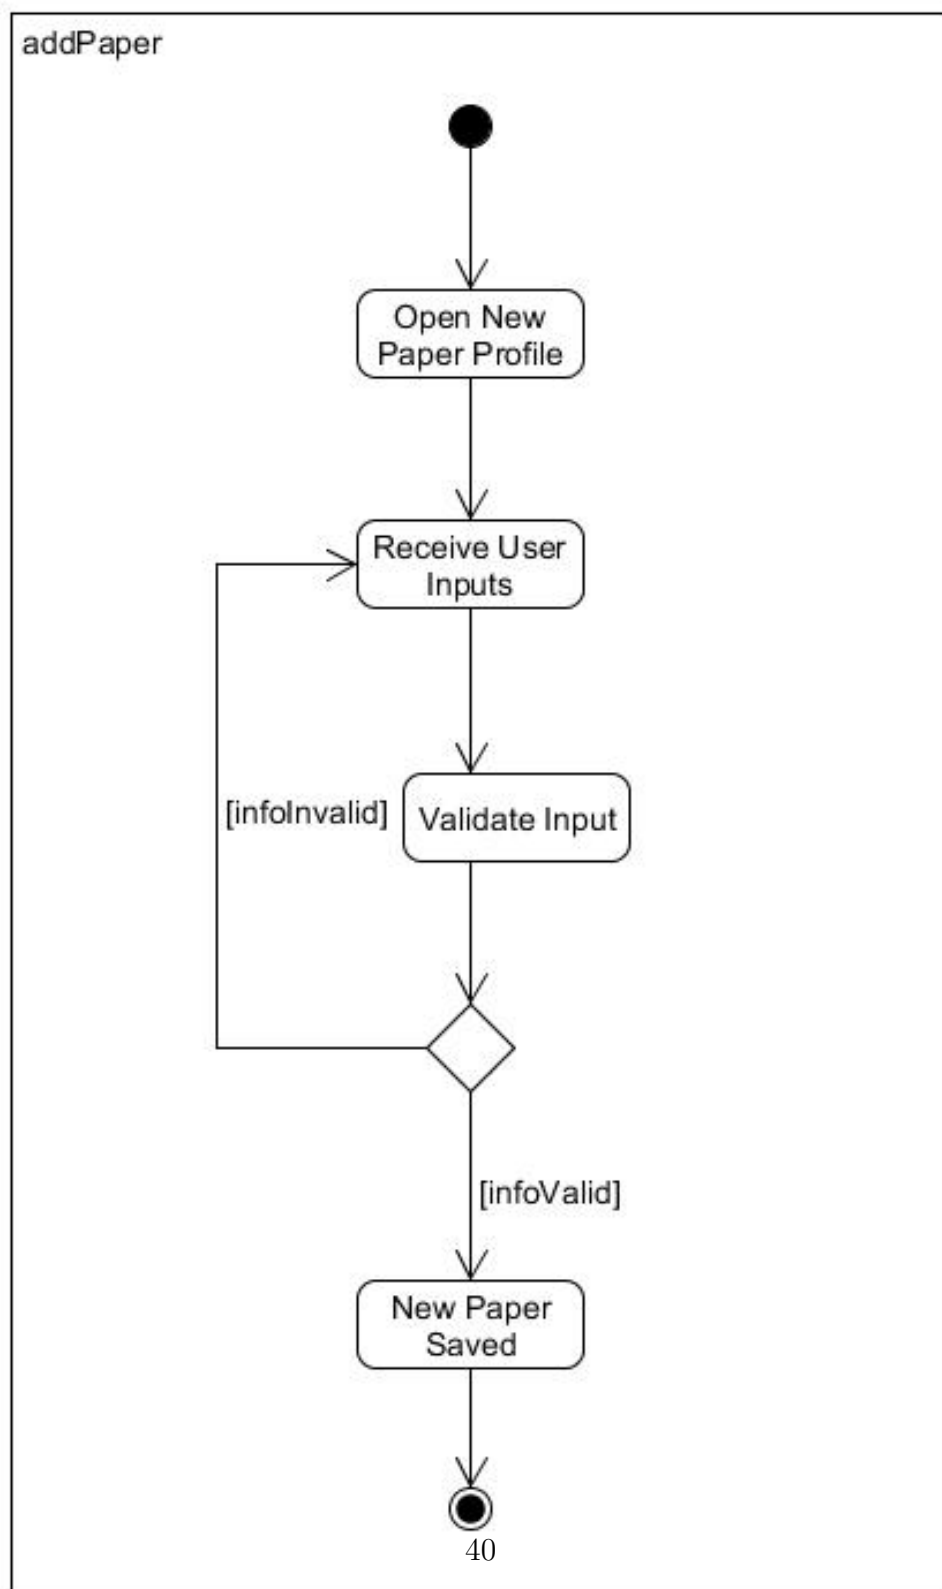 addPaper
Open New
Paper Profile
Receive User
Inputs
[infoInvalid]
Validate Input
[infoValid]
New Paper
Saved
40